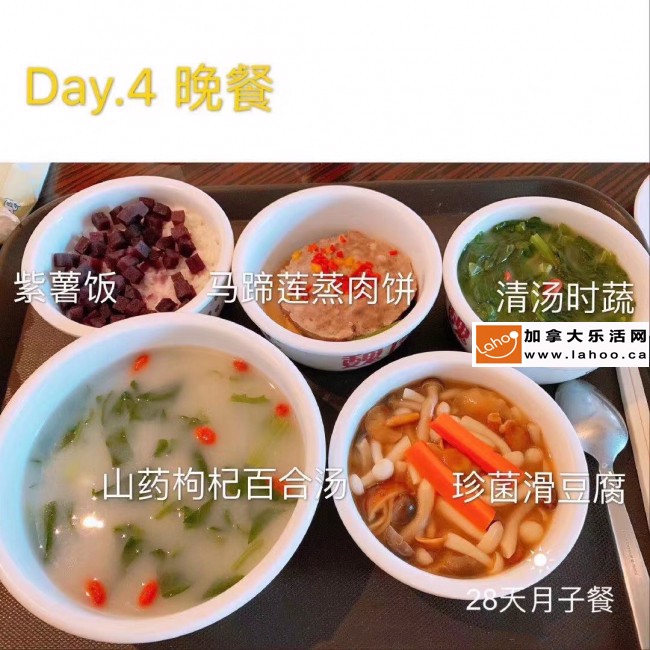 Day.4 晚餐
紫薯饭
马蹄莲蒸肉饼
清汤时蔬
Lahoo
加拿大乐活网
www.lahoo.ca
山药枸杞百合汤
珍菌滑豆腐
28天月子餐